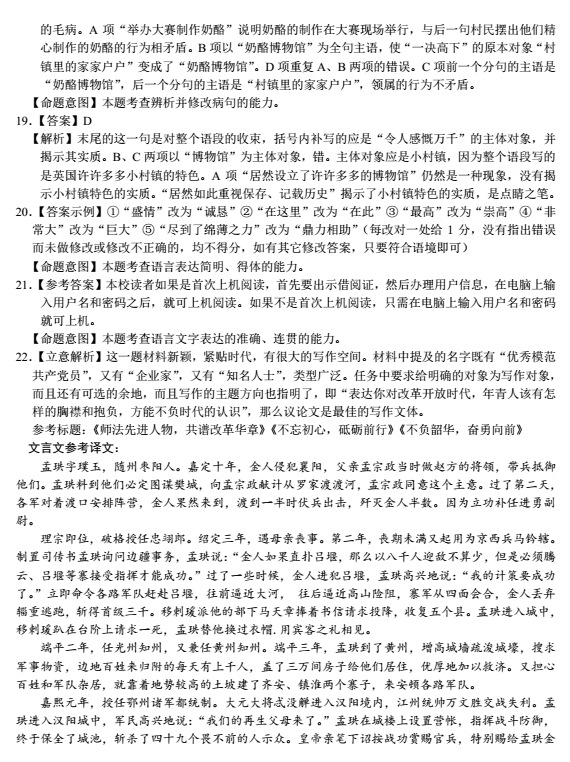 的毛病。A 项“举办大赛制作奶酪”说明奶酪的制作在大赛现场举行，与后一句村民摆出他们精
心制作的奶酪的行为相矛盾。B 项以“奶酪博物馆”为全句主语，使“一决高下”的原本对象“村
镇里的家家户户”变成了“奶酪博物馆”。D 项重复 A、B 两项的错误。C 项前一个分句的主语是
“奶酪博物馆”，后一个分句的主语是“村镇里的家家户户”，领属的行为不矛盾。
【命题意图】本题考查辨析并修改病句的能力。
19.【答案】D
【解析】末尾的这一句是对整个语段的收束，括号内补写的应是“令人感慨万千”的主体对象，并
揭示其实质。B、C 两项以“博物馆”为主体对象，错。主体对象应是小村镇，因为整个语段写的
是英国许许多多小村镇的特色。A 项“居然设立了许许多多的博物馆”仍然是一种现象，没有揭
示小村镇特色的实质。“居然如此重视保存、记载历史”揭示了小村镇特色的实质，是点睛之笔。
20.【答案示例】①“盛情”改为“诚恳”②“在这里”改为“在此”③“最高”改为“崇高”④“非
常大”改为“巨大”⑤“尽到了绵薄之力”改为“鼎力相助”（每改对一处给 1 分，没有指出错误
而未做修改或修改不正确的，均不得分，如有其它修改答案，只要符合语境即可）
【命题意图】本题考查语言表达简明、得体的能力。
21.【参考答案】本校读者如果是首次上机阅读，首先要出示借阅证，然后办理用户信息，在电脑上输
入用户名和密码之后，就可上机阅读。如果不是首次上机阅读，只需在电脑上输入用户名和密码
就可上机。
【命题意图】本题考查语言文字表达的准确、连贯的能力。
22.【立意解析】这一题材料新颖，紧贴时代，有很大的写作空间。材料中提及的名字既有“优秀模范
共产党员”，又有“企业家”，又有“知名人士”，类型广泛。任务中要求给明确的对象为写作对象，
而且还有可选的余地，而且写作的主题方向也指明了，即“表达你对改革开放时代，年青人该有怎
样的胸襟和抱负，方能不负时代的认识”，那么议论文是最佳的写作文体。
参考标题：《师法先进人物，共谱改革华章》《不忘初心，砥砺前行》《不负韶华，奋勇向前》
文言文参考译文：
孟珙字璞玉，随州枣阳人。嘉定十年，金人侵犯襄阳，父亲孟宗政当时做赵方的将领，带兵抵御
他们。孟珙料到他们必定图谋樊城，向孟宗政献计从罗家渡渡河，孟宗政同意这个主意。过了第二天，
各军对着渡口安排阵营，金人果然来到，渡到一半时伏兵出击，歼灭金人半数。因为立功补任进勇副
尉。
理宗即位，破格授任忠翊郎。绍定三年，遇母亲丧事。第二年，丧期未满又起用为京西兵马钤辖。
制置司传书孟珙询问边疆事务，孟珙说：“金人如果直扑吕堰，那么以八千人迎敌不算少，但是必须腾
云、吕堰等寨接受指挥才能成功。”过了一些时候，金人进犯吕堰，孟珙高兴地说：“我的计策要成功
了。”立即命令各路军队赶赴吕堰，往前逼近大河， 往后逼近高山险阻，寨军从四面会合，金人丢弃
辎重逃跑，斩得首级三千。移刺瑗派他的部下马天章捧着书信请求投降，收复五个县。孟珙进入城中，
移刺瑗趴在台阶上请求一死，孟珙替他换过衣帽.用宾客之礼相见。
端平二年，任光州知州，又兼任黄州知州。端平三年，孟珙到了黄州，增高城墙疏浚城壕，搜求
军事物资，边地百姓来归附的每天有上千人，盖了三万间房子给他们居住，优厚地加以救济。又担心
百姓和军队杂居，就靠着地势较高的土坡建了齐安、镇淮两个寨子，来安顿各路军队。
嘉熙元年，授任鄂州诸军都统制。大元大将忒没解进入汉阳境内，江州统帅万文胜交战失利。孟
珙进入汉阳城中，军民高兴地说：“我们的再生父母来了。”孟珙在城楼上设置营帐，指挥战斗防御，
终于保全了城池，斩杀了四十九个畏不前的人示众。皇帝亲笔下诏按战功赏赐官兵，特别赐给孟珙金